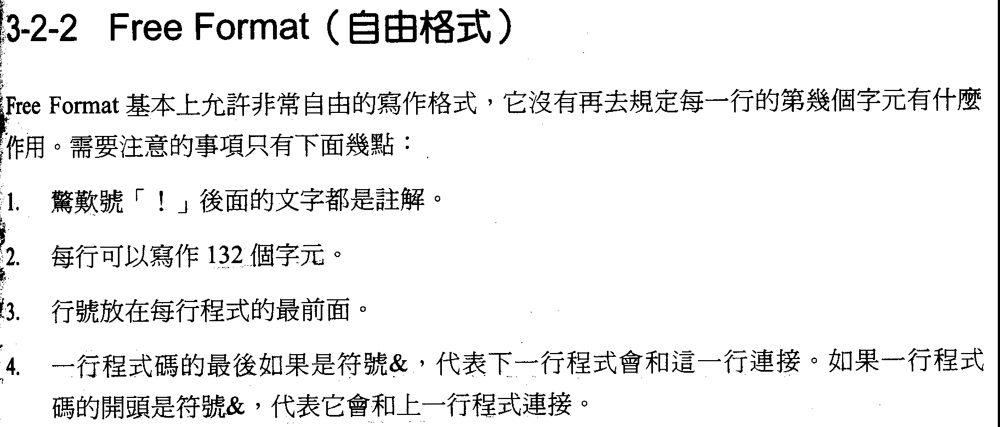 3-2-2 Free Format（自由格式）
Free Format 基本上允許非常自由的寫作格式，它沒有再去規定每一行的第幾個字元有什麼
作用。需要注意的事項只有下面幾點：
1. 驚歎號「！」後面的文字都是註解。
2. 每行可以寫作 132 個字元。
3. 行號放在每行程式的最前面。
4. 一行程式碼的最後如果是符號&，代表下一行程式會和這一行連接。如果一行程式
碼的開頭是符號&，代表它會和上一行程式連接。